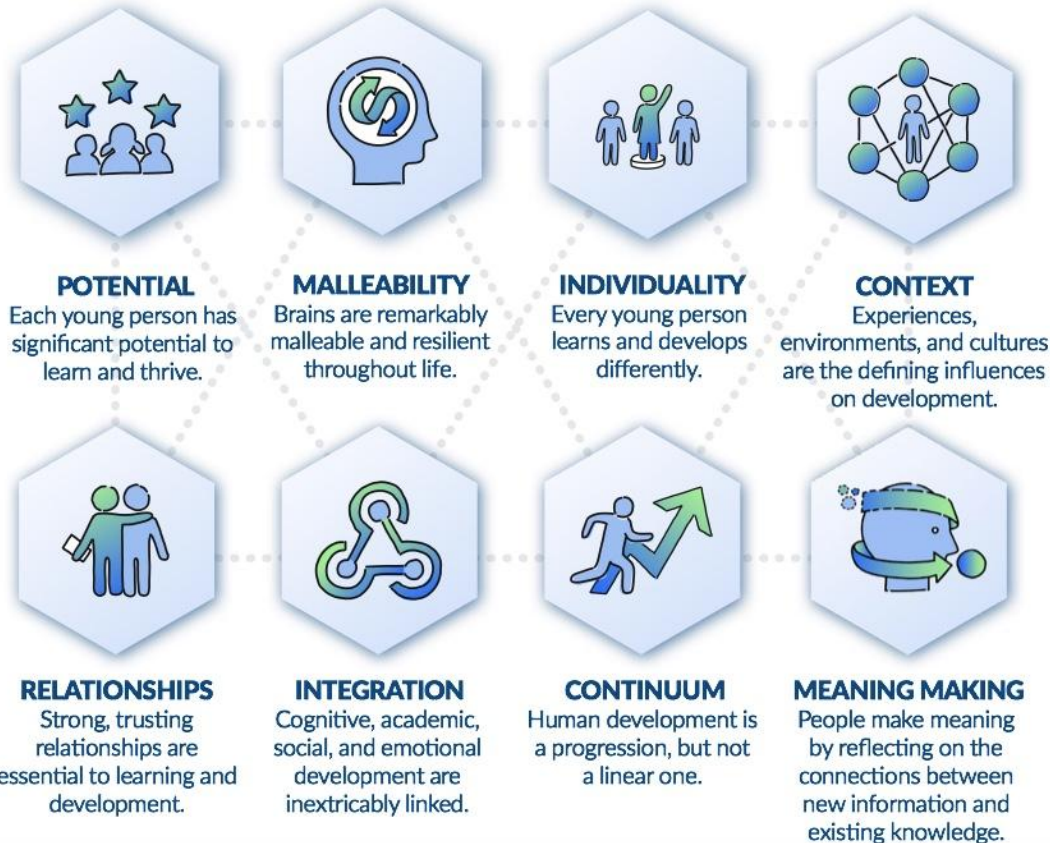 POTENTIAL
Each young person has
significant potential to
learn and thrive.
MALLEABILITY
Brains are remarkably
malleable and resilient
throughout life.
INDIVIDUALITY
Every young person
learns and develops
differently.
CONTEXT
Experiences,
environments, and cultures
are the defining influences
on development.
RELATIONSHIPS
Strong, trusting
relationships are
essential to learning and
development.
INTEGRATION
Cognitive, academic,
social, and emotional
development are
inextricably linked.
CONTINUUM
Human development is
a progression, but not
a linear one.
MEANING MAKING
People make meaning
by reflecting on the
connections between
new information and
existing knowledge.